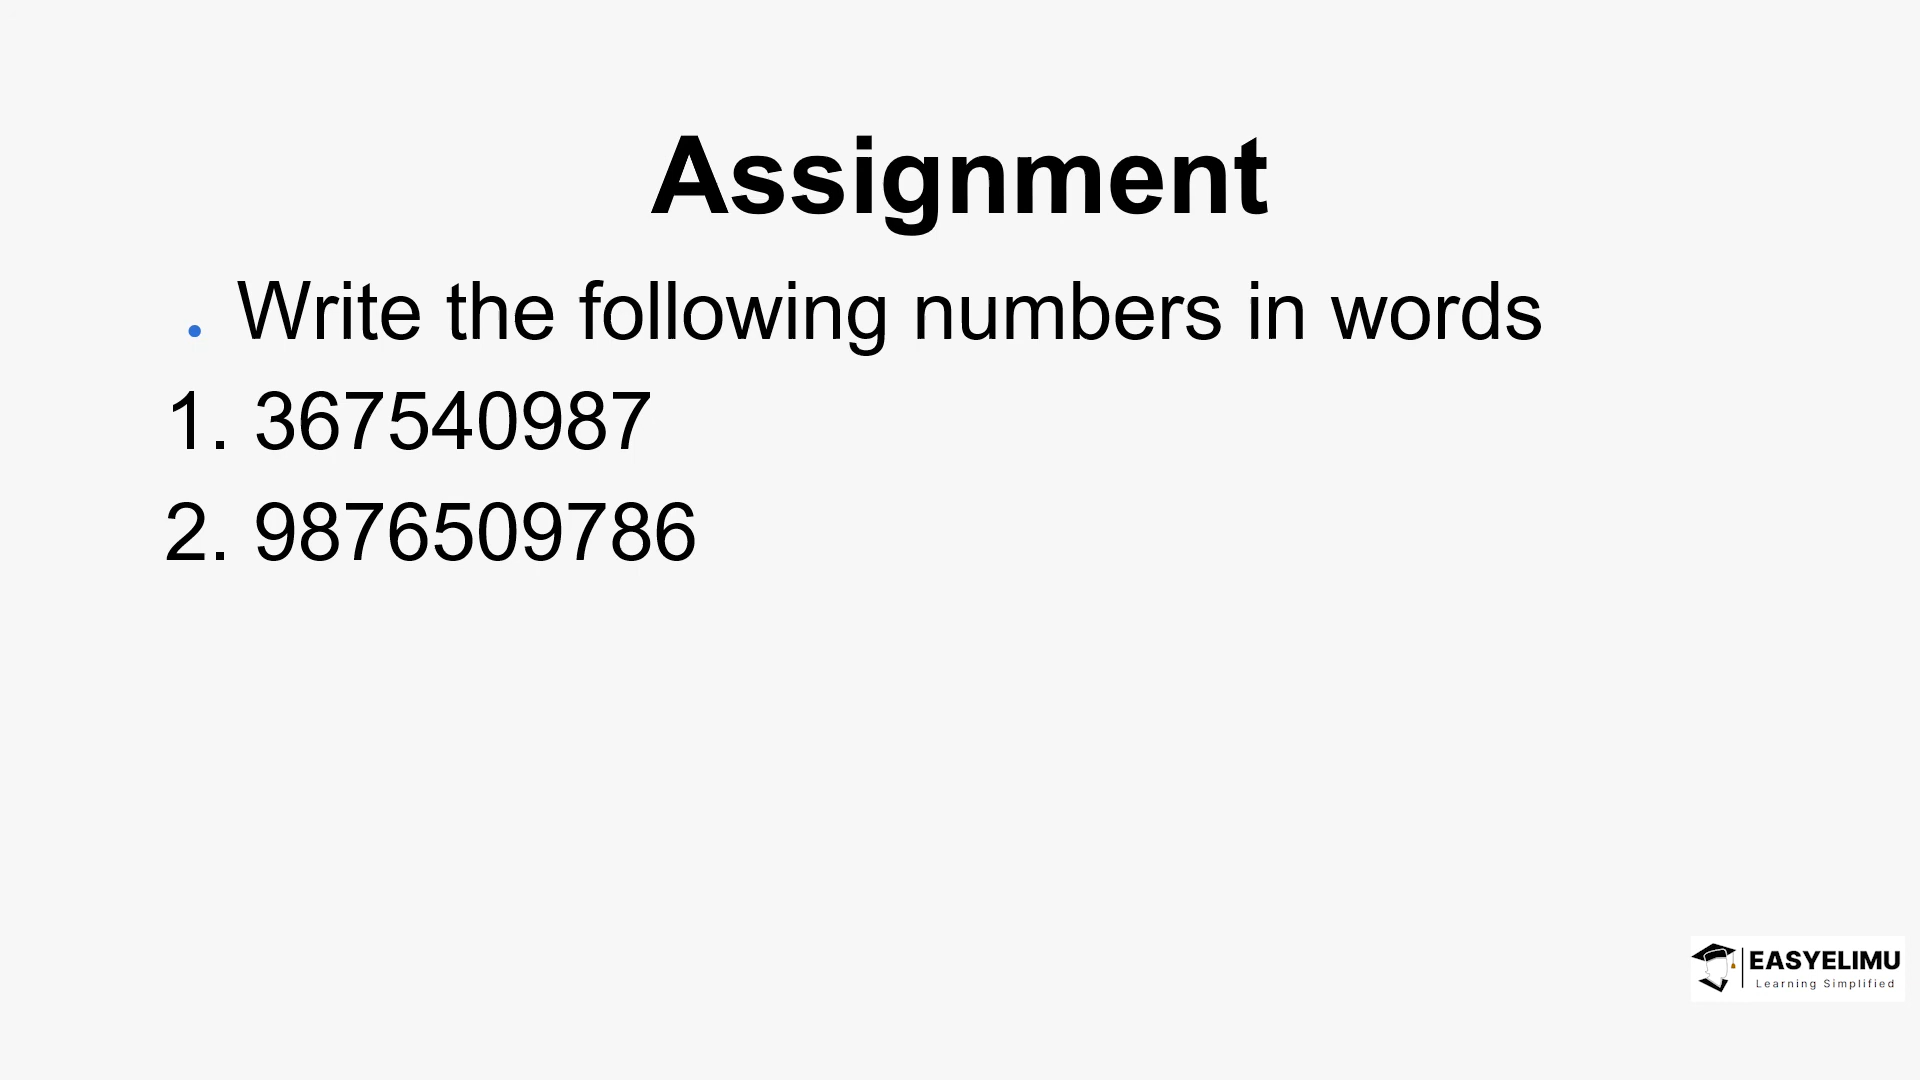 Assignment
• Write the following numbers in words
1. 367540987
2. 9876509786
EASYELIMU
Learning Simplified